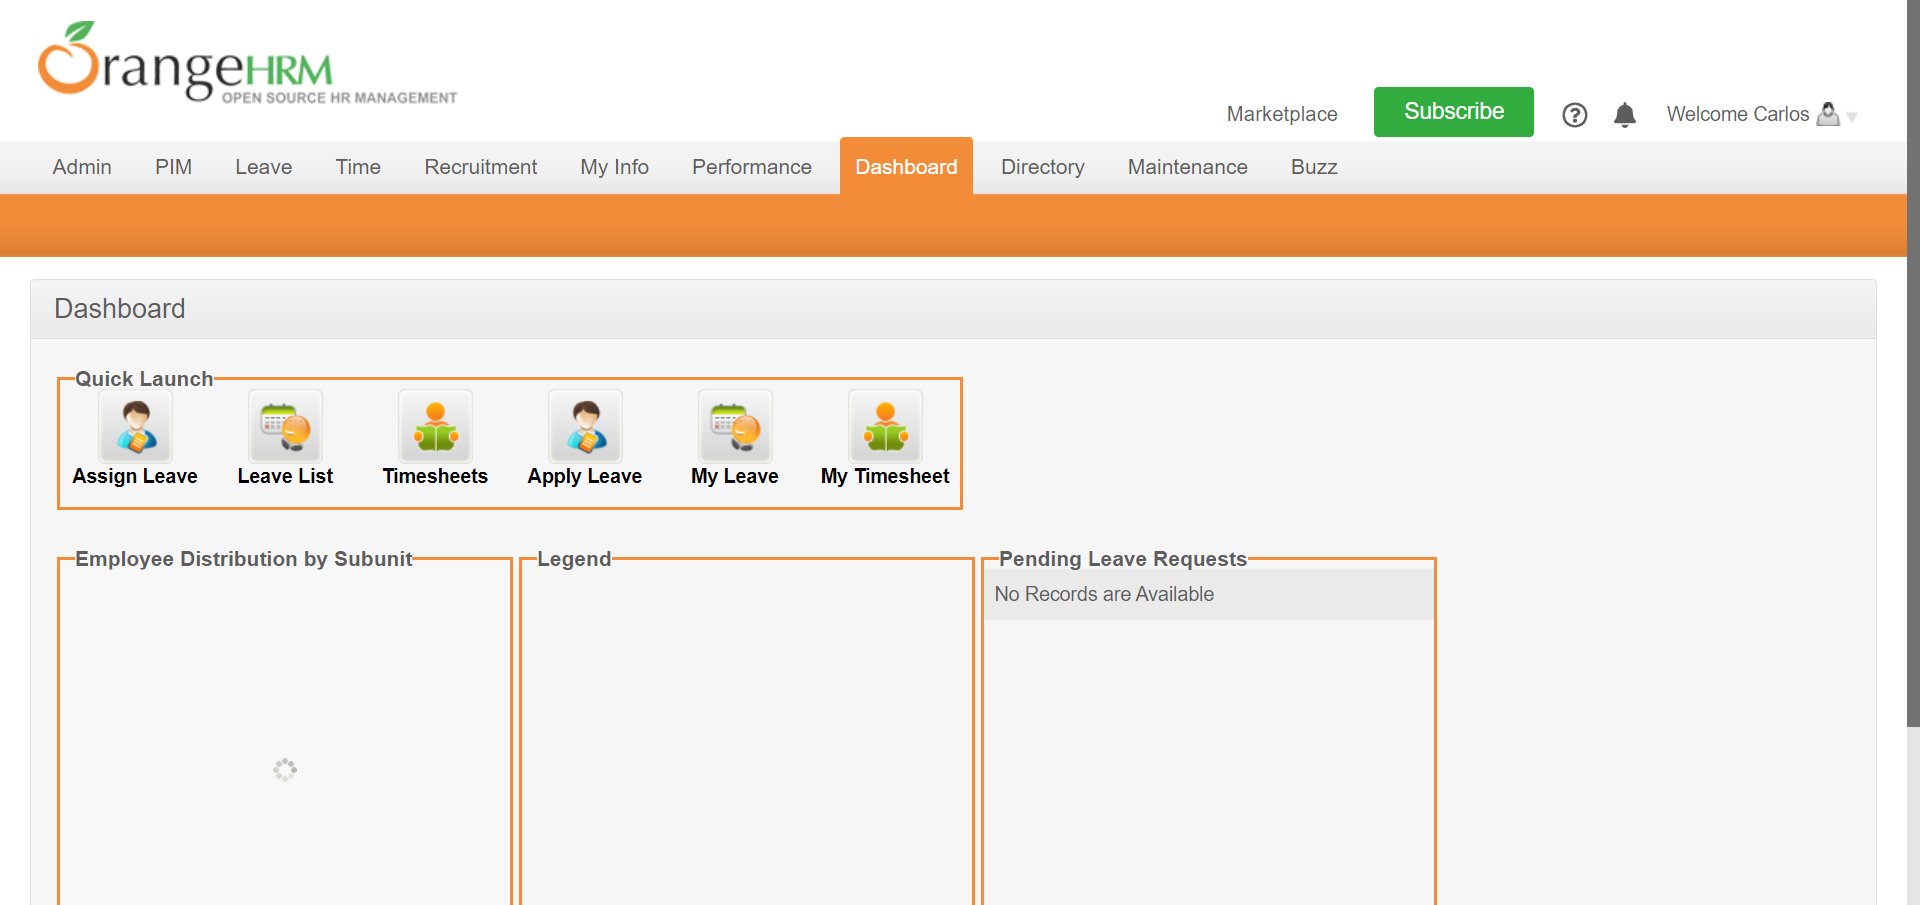 OrangeHRM
OPEN SOURCE HR MANAGEMENT
Marketplace
Subscribe
Welcome Carlos
Admin
PIM
Leave
Time
Recruitment
My Info
Performance
Dashboard
Directory
Maintenance
Buzz
Dashboard
Quick Launch
Assign Leave
Leave List
Timesheets
Apply Leave
My Leave
My Timesheet
Employee Distribution by Subunit
Legend
Pending Leave Requests
No Records are Available